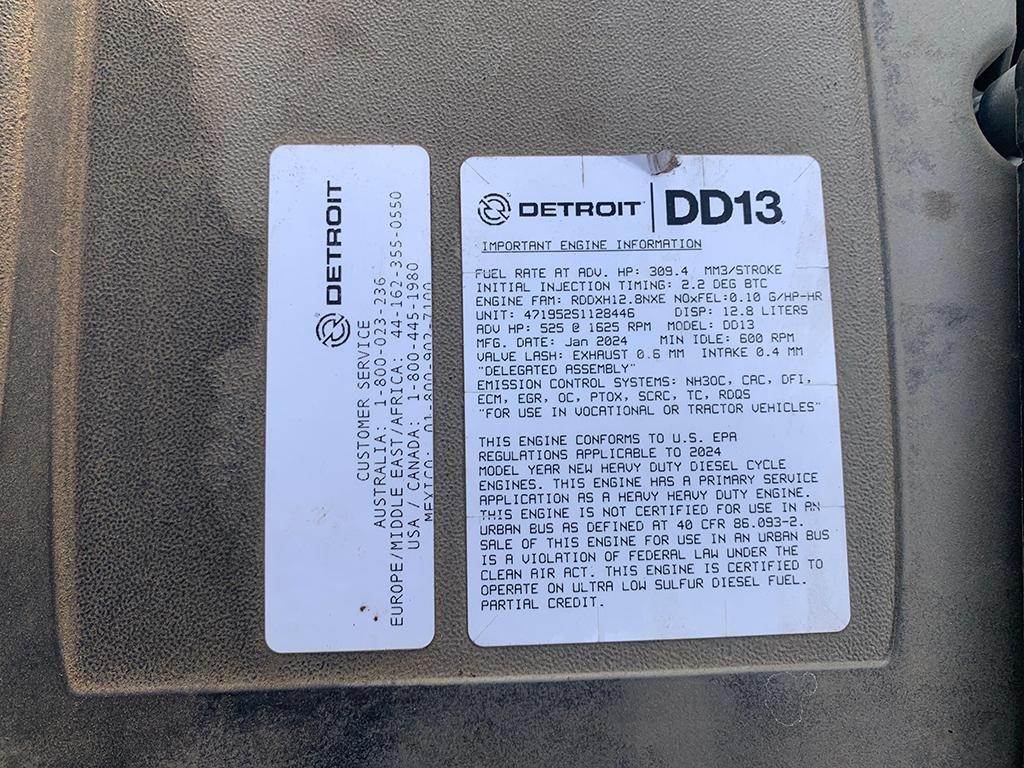 DETROIT
CUSTOMER SERVICE
AUSTRALIA: 1-800-023-236
EUROPE/MIDDLE EAST/AFRICA: 44-162-355-0550
USA / CANADA: 1-800-445-1980
MEXICO: 01-800-902-7100
DETROIT DD13
IMPORTANT ENGINE INFORMATION
FUEL RATE AT ADV. HP: 309.4 MM3/STROKE
INITIAL INJECTION TIMING: 2.2 DEG BTC
ENGINE FAM: RDDXH12.8NXE NOxFEL:0.10 G/HP-HR
UNIT: 471952S1128446 DISP: 12.8 LITERS
ADV HP: 525 @ 1625 RPM MODEL: DD13
MFG. DATE: Jan 2024 MIN IDLE: 600 RPM
VALVE LASH: EXHAUST 0.6 MM INTAKE 0.4 MM
"DELEGATED ASSEMBLY"
EMISSION CONTROL SYSTEMS: NH3OC, CAC, DFI,
ECM, EGR, OC, PTOX, SCRC, TC, RDQS
"FOR USE IN VOCATIONAL OR TRACTOR VEHICLES"
THIS ENGINE CONFORMS TO U.S. EPA
REGULATIONS APPLICABLE TO 2024
MODEL YEAR NEW HEAVY DUTY DIESEL CYCLE
ENGINES. THIS ENGINE HAS A PRIMARY SERVICE
APPLICATION AS A HEAVY HEAVY DUTY ENGINE.
THIS ENGINE IS NOT CERTIFIED FOR USE IN AN
URBAN BUS AS DEFINED AT 40 CFR 86.093-2.
SALE OF THIS ENGINE FOR USE IN AN URBAN BUS
IS A VIOLATION OF FEDERAL LAW UNDER THE
CLEAN AIR ACT. THIS ENGINE IS CERTIFIED TO
OPERATE ON ULTRA LOW SULFUR DIESEL FUEL.
PARTIAL CREDIT.